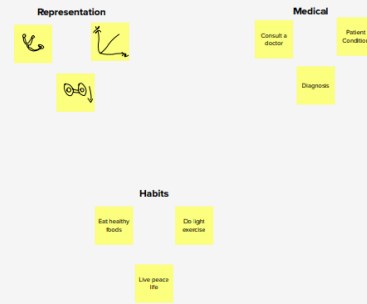 Representation
Medical
Consult a
doctor
Patient
Condition
Diagnosis
Habits
Eat healthy
foods
Do light
exercise
Live peace
life